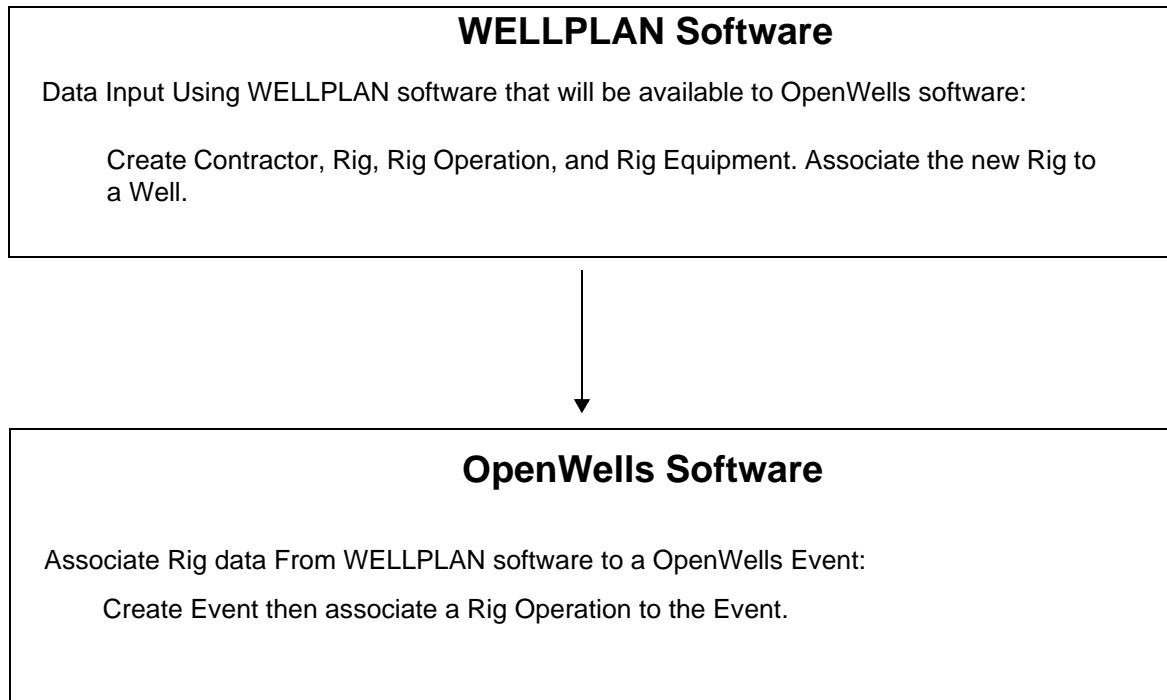 WELLPLAN Software
Data Input Using WELLPLAN software that will be available to OpenWells software:
Create Contractor, Rig, Rig Operation, and Rig Equipment. Associate the new Rig to
a Well.
OpenWells Software
Associate Rig data From WELLPLAN software to a OpenWells Event:
Create Event then associate a Rig Operation to the Event.